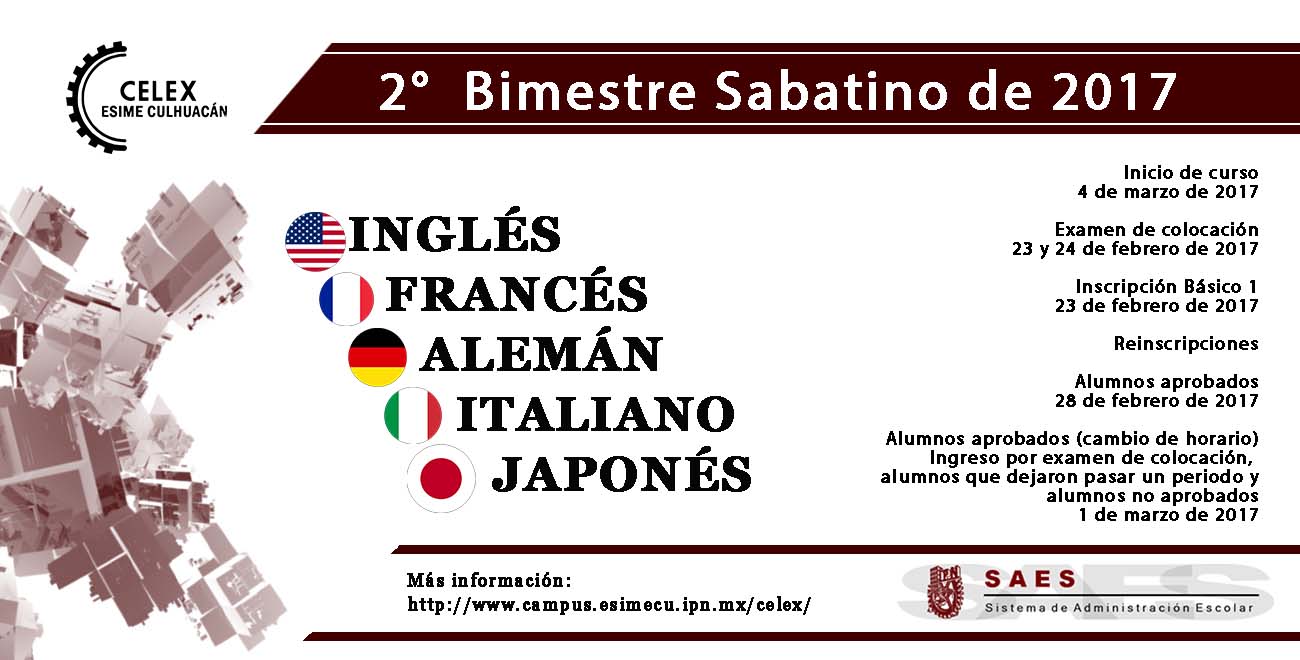 CELEX
ESIME CULHUACÁN
2° Bimestre Sabatino de 2017
INGLÉS
FRANCÉS
ALEMÁN
ITALIANO
JAPONÉS
Inicio de curso
4 de marzo de 2017
Examen de colocación
23 y 24 de febrero de 2017
Inscripción Básico 1
23 de febrero de 2017
Reinscripciones
Alumnos aprobados
28 de febrero de 2017
Alumnos aprobados (cambio de horario)
Ingreso por examen de colocación,
alumnos que dejaron pasar un periodo y
alumnos no aprobados
1 de marzo de 2017
Más información:
http://www.campus.esimecu.ipn.mx/celex/
SAES
SAES
Sistema de Administración Escolar